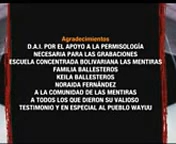 Agradecimientos
D.A.I. POR EL APOYO A LA PERMISOLOGÍA
NECESARIA PARA LAS GRABACIONES
ESCUELA CONCENTRADA BOLIVARIANA LAS MENTIRAS
FAMILIA BALLESTEROS
KEILA BALLESTEROS
NORAIDA FERNÁNDEZ
A LA COMUNIDAD DE LAS MENTIRAS
A TODOS LOS QUE DIERON SU VALIOSO
TESTIMONIO Y EN ESPECIAL AL PUEBLO WAYUU